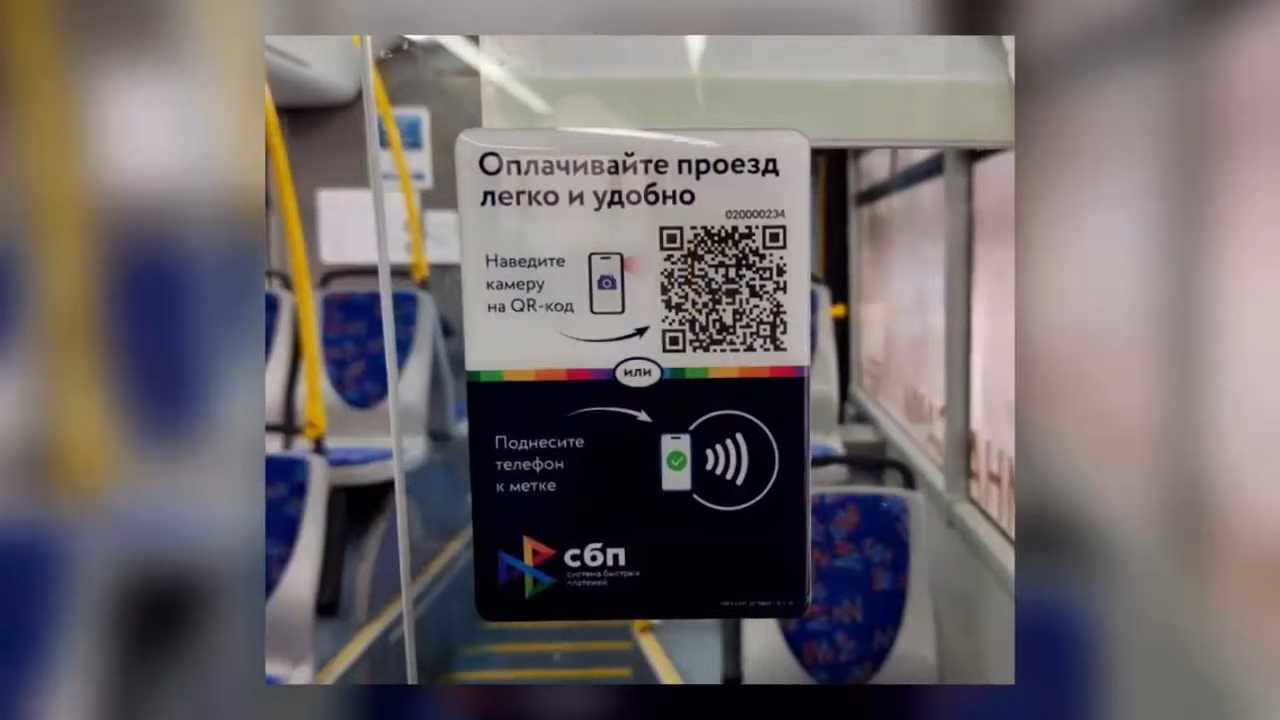 Оплачивайте проезд
легко и удобно
020000234
Наведите
камеру
на QR-код
или
Поднесите
телефон
к метке
сбп
система быстрых
платежей